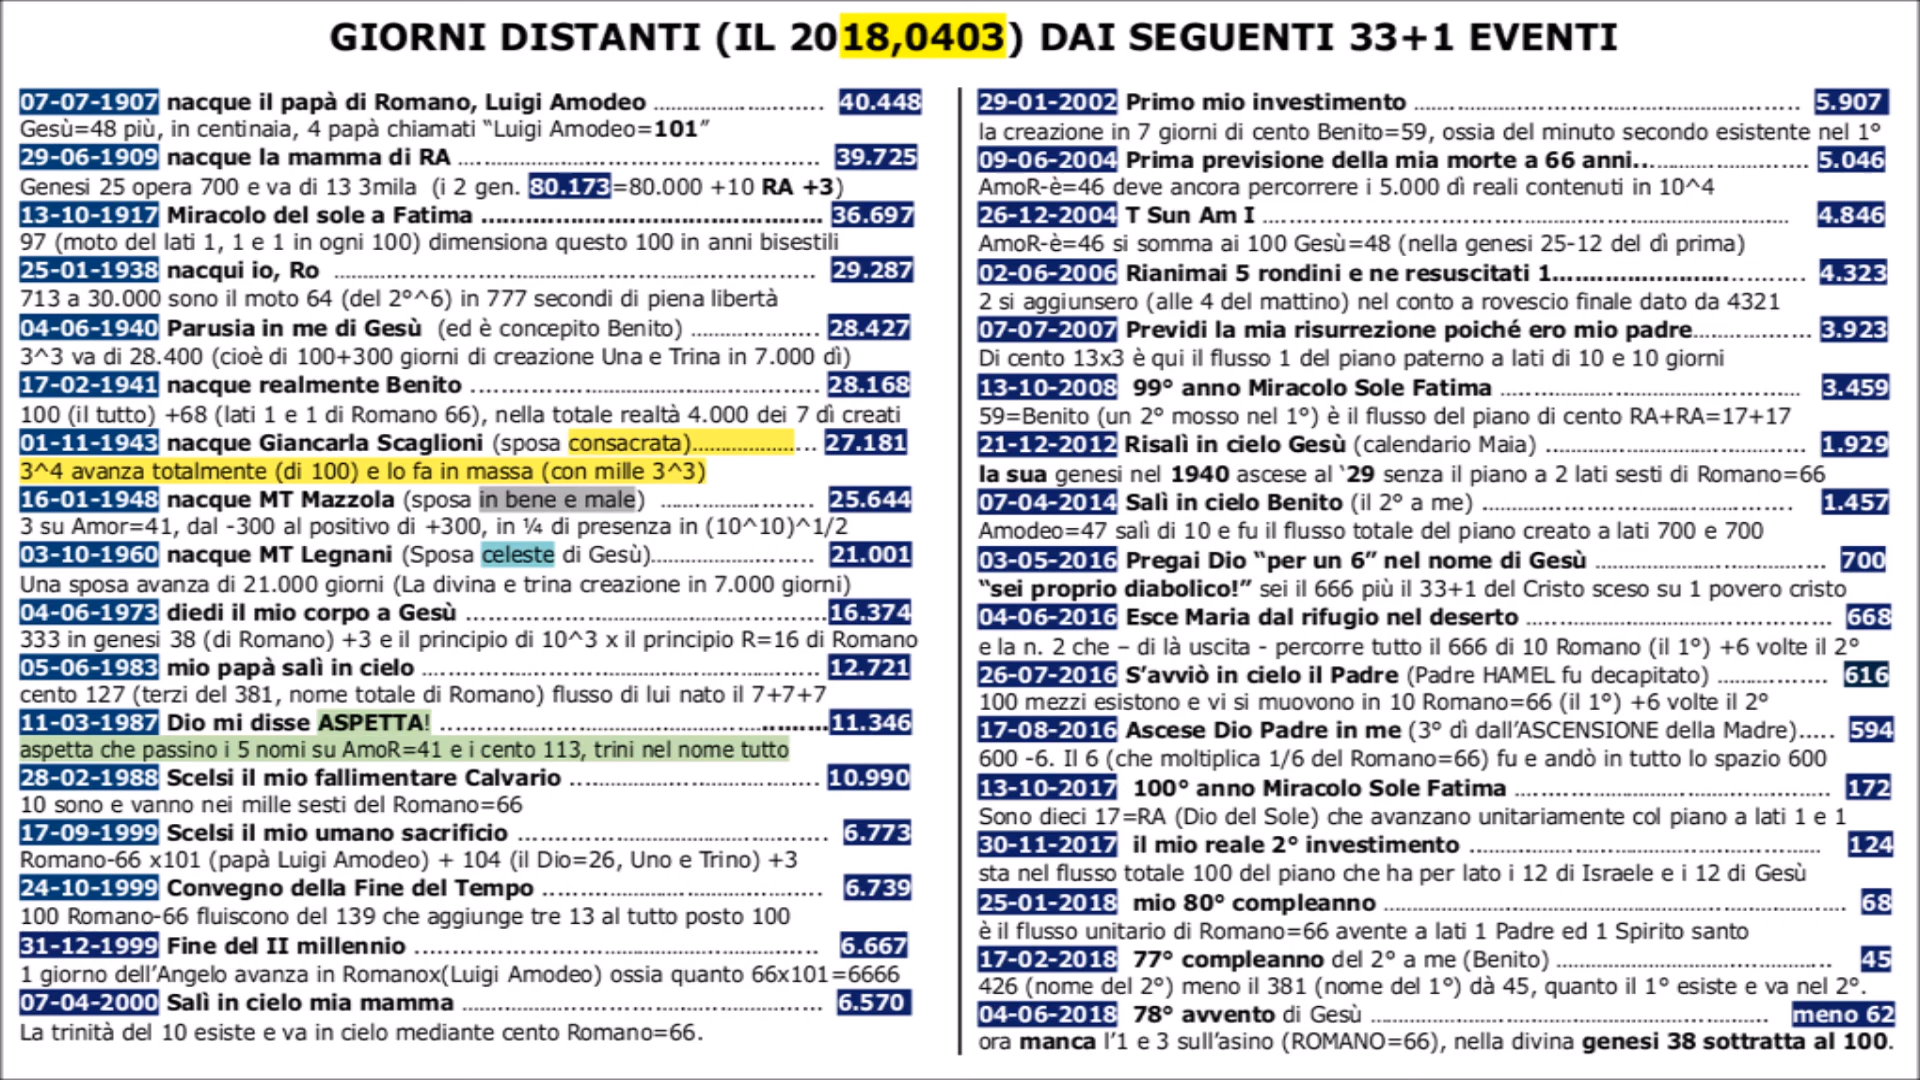 GIORNI DISTANTI (IL 2018,0403) DAI SEGUENTI 33+1 EVENTI
07-07-1907 nacque il papà di Romano, Luigi Amodeo ........................... 40.448
Gesù=48 più, in centinaia, 4 papà chiamati “Luigi Amodeo=101”
29-06-1909 nacque la mamma di RA ....................................................... 39.725
Genesi 25 opera 700 e va di 13 3mila (i 2 gen. 80.173=80.000 +10 RA +3)
13-10-1917 Miracolo del sole a Fatima ........................................... 36.697
97 (moto del lati 1, 1 e 1 in ogni 100) dimensiona questo 100 in anni bisestili
25-01-1938 nacqui io, Ro ......................................................................... 29.287
713 a 30.000 sono il moto 64 (del 2°^6) in 777 secondi di piena libertà
04-06-1940 Parusia in me di Gesù (ed è concepito Benito) .................... 28.427
3^3 va di 28.400 (cioè di 100+300 giorni di creazione Una e Trina in 7.000 dì)
17-02-1941 nacque realmente Benito ..................................................... 28.168
100 (il tutto) +68 (lati 1 e 1 di Romano 66), nella totale realtà 4.000 dei 7 dì creati
01-11-1943 nacque Giancarla Scaglioni (sposa consacrata).................... 27.181
3^4 avanza totalmente (di 100) e lo fa in massa (con mille 3^3)
16-01-1948 nacque MT Mazzola (sposa in bene e male) ....................... 25.644
3 su Amor=41, dal -300 al positivo di +300, in ¼ di presenza in (10^10)^1/2
03-10-1960 nacque MT Legnani (Sposa celeste di Gesù)......................... 21.001
Una sposa avanza di 21.000 giorni (La divina e trina creazione in 7.000 giorni)
04-06-1973 diedi il mio corpo a Gesù ......................................................16.374
333 in genesi 38 (di Romano) +3 e il principio di 10^3 x il principio R=16 di Romano
05-06-1983 mio papà salì in cielo ............................................................ 12.721
cento 127 (terzi del 381, nome totale di Romano) flusso di lui nato il 7+7+7
11-03-1987 Dio mi disse ASPETTA! ..........................................................11.346
aspetta che passino i 5 nomi su AmoR=41 e i cento 113, trini nel nome tutto
28-02-1988 Scelsi il mio fallimentare Calvario ...................................... 10.990
10 sono e vanno nei mille sesti del Romano=66
17-09-1999 Scelsi il mio umano sacrificio ............................................... 6.773
Romano-66 x101 (papà Luigi Amodeo) + 104 (il Dio=26, Uno e Trino) +3
24-10-1999 Convegno della Fine del Tempo .......................................... 6.739
100 Romano-66 fluiscono del 139 che aggiunge tre 13 al tutto posto 100
31-12-1999 Fine del II millennio .............................................................. 6.667
1 giorno dell’Angelo avanza in Romanox(Luigi Amodeo) ossia quanto 66x101=6666
07-04-2000 Salì in cielo mia mamma ....................................................... 6.570
La trinità del 10 esiste e va in cielo mediante cento Romano=66.
29-01-2002 Primo mio investimento .......................................................... 5.907
la creazione in 7 giorni di cento Benito=59, ossia del minuto secondo esistente nel 1°
09-06-2004 Prima previsione della mia morte a 66 anni......................... 5.046
AmoR-è=46 deve ancora percorrere i 5.000 dì reali contenuti in 10^4
26-12-2004 T Sun Am I ................................................................................ 4.846
AmoR-è=46 si somma ai 100 Gesù=48 (nella genesi 25-12 del dì prima)
02-06-2006 Rianimai 5 rondini e ne resuscitati 1.................................... 4.323
2 si aggiunsero (alle 4 del mattino) nel conto a rovescio finale dato da 4321
07-07-2007 Previdi la mia risurrezione poiché ero mio padre.................. 3.923
Di cento 13x3 è qui il flusso 1 del piano paterno a lati di 10 e 10 giorni
13-10-2008 99° anno Miracolo Sole Fatima ............................................... 3.459
59=Benito (un 2° mosso nel 1°) è il flusso del piano di cento RA+RA=17+17
21-12-2012 Risalì in cielo Gesù (calendario Maia) ......................................... 1.929
la sua genesi nel 1940 ascese al ‘29 senza il piano a 2 lati sesti di Romano=66
07-04-2014 Salì in cielo Benito (il 2° a me) ................................................ 1.457
Amodeo=47 salì di 10 e fu il flusso totale del piano creato a lati 700 e 700
03-05-2016 Pregai Dio “per un 6” nel nome di Gesù ................................... 700
“sei proprio diabolico!” sei il 666 più il 33+1 del Cristo sceso su 1 povero cristo
04-06-2016 Esce Maria dal rifugio nel deserto ............................................... 668
e la n. 2 che – di là uscita - percorre tutto il 666 di 10 Romano (il 1°) +6 volte il 2°
26-07-2016 S’avviò in cielo il Padre (Padre HAMEL fu decapitato) ................ 616
100 mezzi esistono e vi si muovono in 10 Romano=66 (il 1°) +6 volte il 2°
17-08-2016 Ascese Dio Padre in me (3° dì dall’ASCENSIONE della Madre)..... 594
600 -6. Il 6 (che moltiplica 1/6 del Romano=66) fu e andò in tutto lo spazio 600
13-10-2017 100° anno Miracolo Sole Fatima ................................................ 172
Sono dieci 17=RA (Dio del Sole) che avanzano unitariamente col piano a lati 1 e 1
30-11-2017 il mio reale 2° investimento ...................................................... 124
sta nel flusso totale 100 del piano che ha per lato i 12 di Israele e i 12 di Gesù
25-01-2018 mio 80° compleanno ..................................................................... 68
è il flusso unitario di Romano=66 avente a lati 1 Padre ed 1 Spirito santo
17-02-2018 77° compleanno del 2° a me (Benito) .......................................... 45
426 (nome del 2°) meno il 381 (nome del 1°) dà 45, quanto il 1° esiste e va nel 2°.
04-06-2018 78° avvento di Gesù ............................................................ meno 62
ora manca l’1 e 3 sull’asino (ROMANO=66), nella divina genesi 38 sottratta al 100.